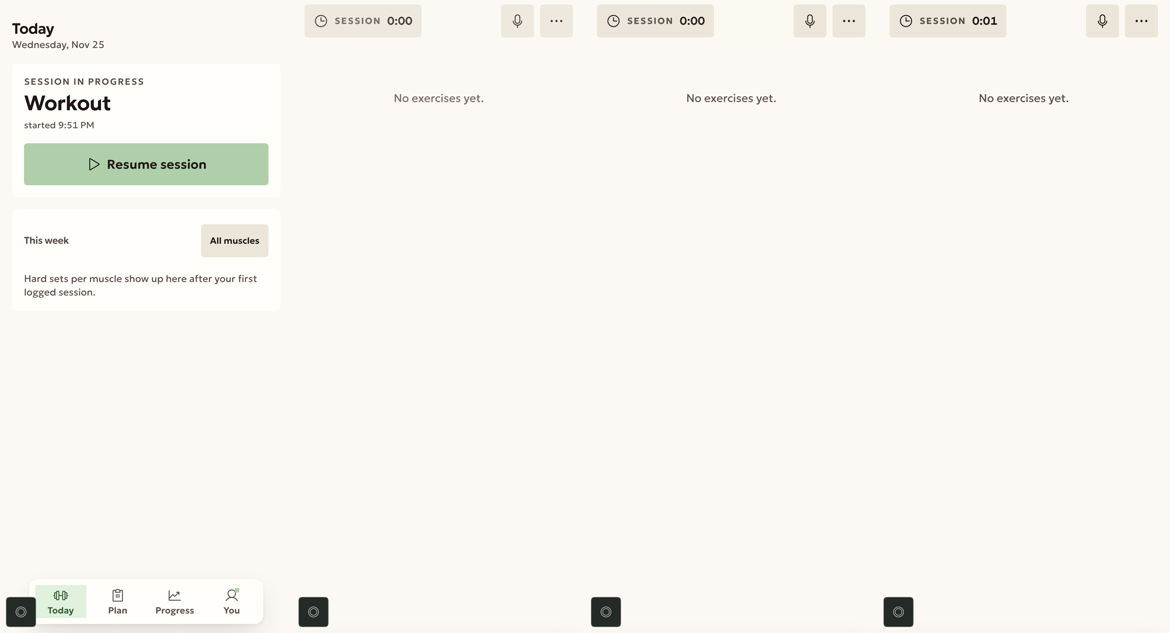 Today
Wednesday, Nov 25
SESSION IN PROGRESS
Workout
started 9:51 PM
Resume session
This week
All muscles
Hard sets per muscle show up here after your first
logged session.
Today
Plan
Progress
You
SESSION 0:00
No exercises yet.
SESSION 0:00
No exercises yet.
SESSION 0:01
No exercises yet.